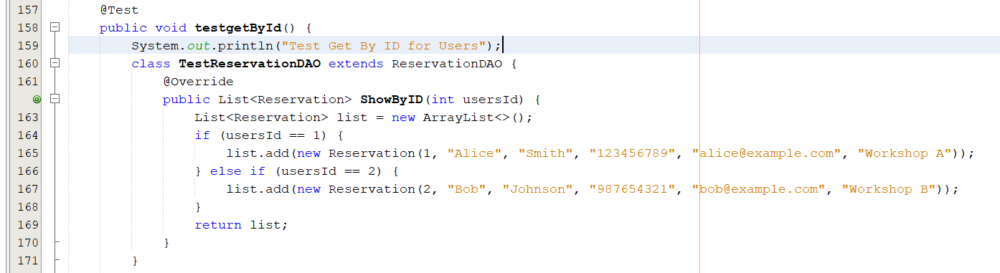 157 @Test
158 public void testgetById() {
159 System.out.println("Test Get By ID for Users");
160 class TestReservationDAO extends ReservationDAO {
161 @Override
public List<Reservation> ShowByID(int usersId) {
163 List<Reservation> list = new ArrayList<>();
164 if (usersId == 1) {
165 list.add(new Reservation(1, "Alice", "Smith", "123456789", "alice@example.com", "Workshop A"));
166 } else if (usersId == 2) {
167 list.add(new Reservation(2, "Bob", "Johnson", "987654321", "bob@example.com", "Workshop B"));
168 }
169 return list;
170 }
171 }